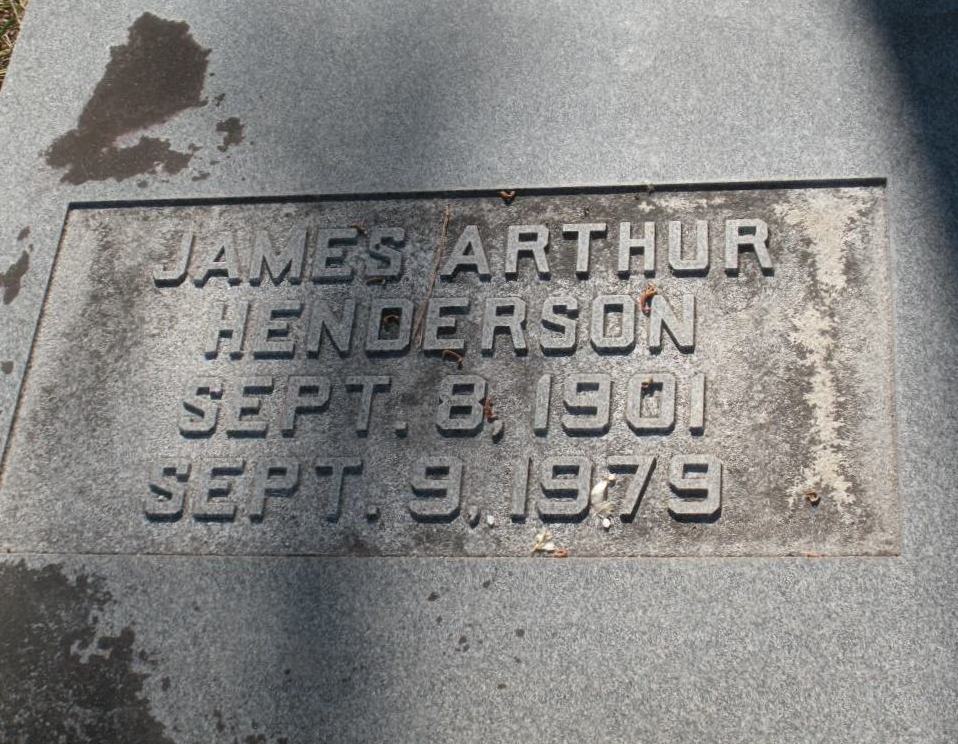 JAMES ARTHUR
HENDERSON
SEPT. 8, 1901
SEPT. 9, 1979